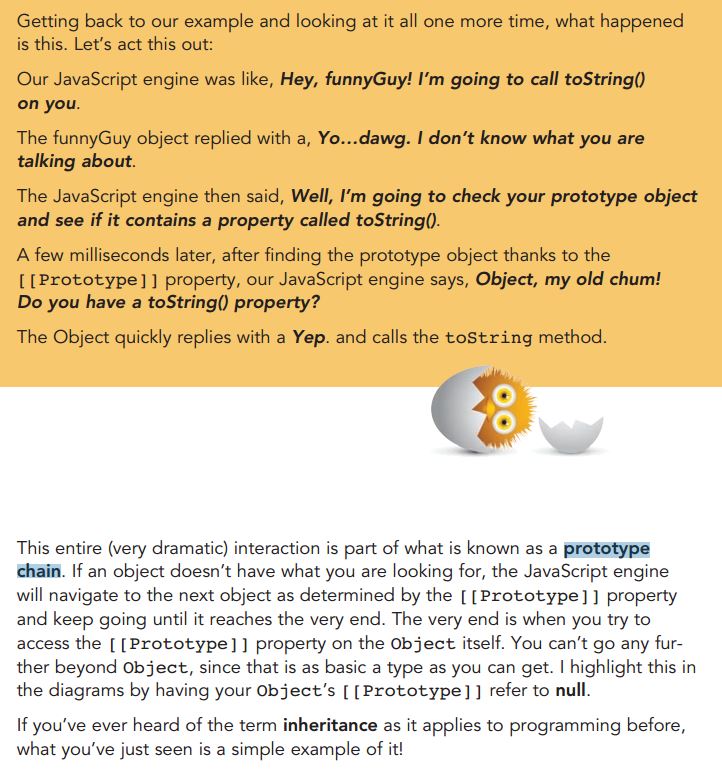 Getting back to our example and looking at it all one more time, what happened
is this. Let’s act this out:
Our JavaScript engine was like, Hey, funnyGuy! I’m going to call toString()
on you.
The funnyGuy object replied with a, Yo…dawg. I don’t know what you are
talking about.
The JavaScript engine then said, Well, I’m going to check your prototype object
and see if it contains a property called toString().
A few milliseconds later, after finding the prototype object thanks to the
[[Prototype]] property, our JavaScript engine says, Object, my old chum!
Do you have a toString() property?
The Object quickly replies with a Yep. and calls the toString method.
This entire (very dramatic) interaction is part of what is known as a prototype
chain. If an object doesn’t have what you are looking for, the JavaScript engine
will navigate to the next object as determined by the [[Prototype]] property
and keep going until it reaches the very end. The very end is when you try to
access the [[Prototype]] property on the Object itself. You can’t go any fur-
ther beyond Object, since that is as basic a type as you can get. I highlight this in
the diagrams by having your Object’s [[Prototype]] refer to null.
If you’ve ever heard of the term inheritance as it applies to programming before,
what you’ve just seen is a simple example of it!